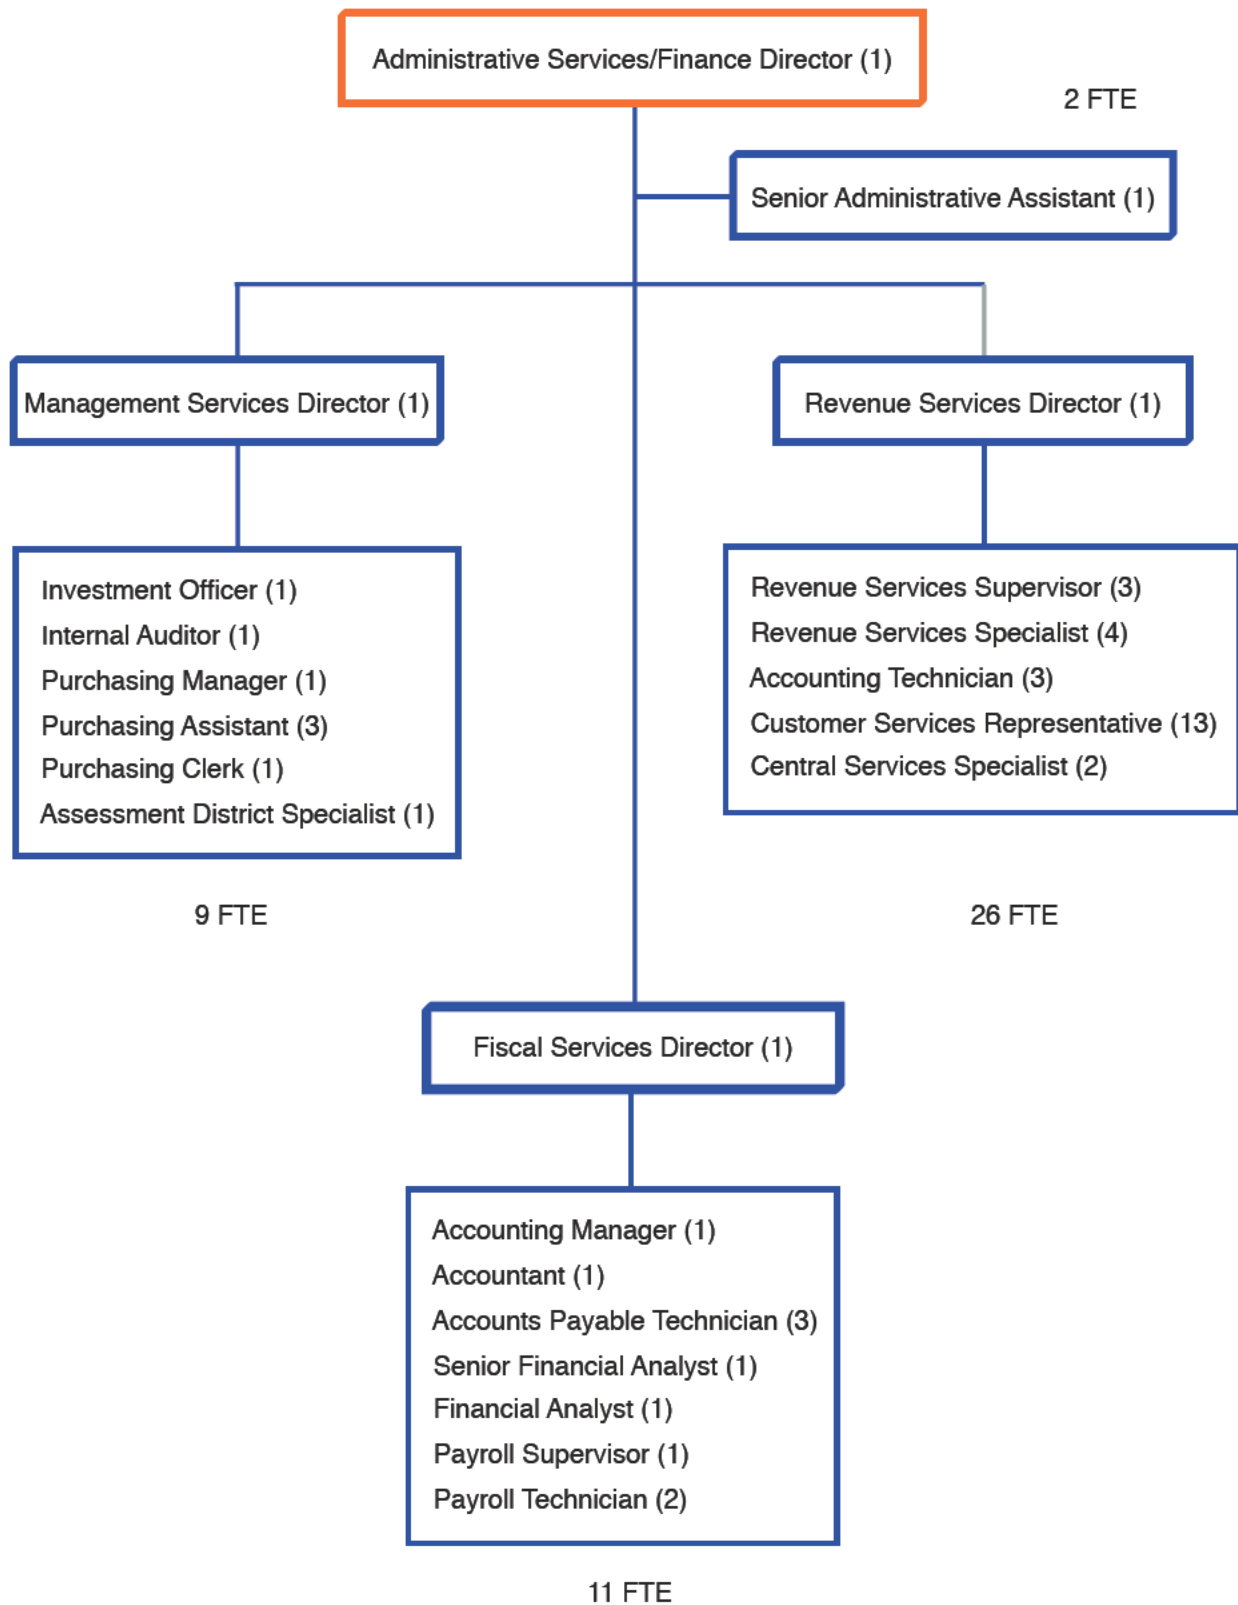 Administrative Services/Finance Director (1)
2 FTE
Senior Administrative Assistant (1)
Management Services Director (1)
Revenue Services Director (1)
Investment Officer (1)
Internal Auditor (1)
Purchasing Manager (1)
Purchasing Assistant (3)
Purchasing Clerk (1)
Assessment District Specialist (1)
9 FTE
Revenue Services Supervisor (3)
Revenue Services Specialist (4)
Accounting Technician (3)
Customer Services Representative (13)
Central Services Specialist (2)
26 FTE
Fiscal Services Director (1)
Accounting Manager (1)
Accountant (1)
Accounts Payable Technician (3)
Senior Financial Analyst (1)
Financial Analyst (1)
Payroll Supervisor (1)
Payroll Technician (2)
11 FTE